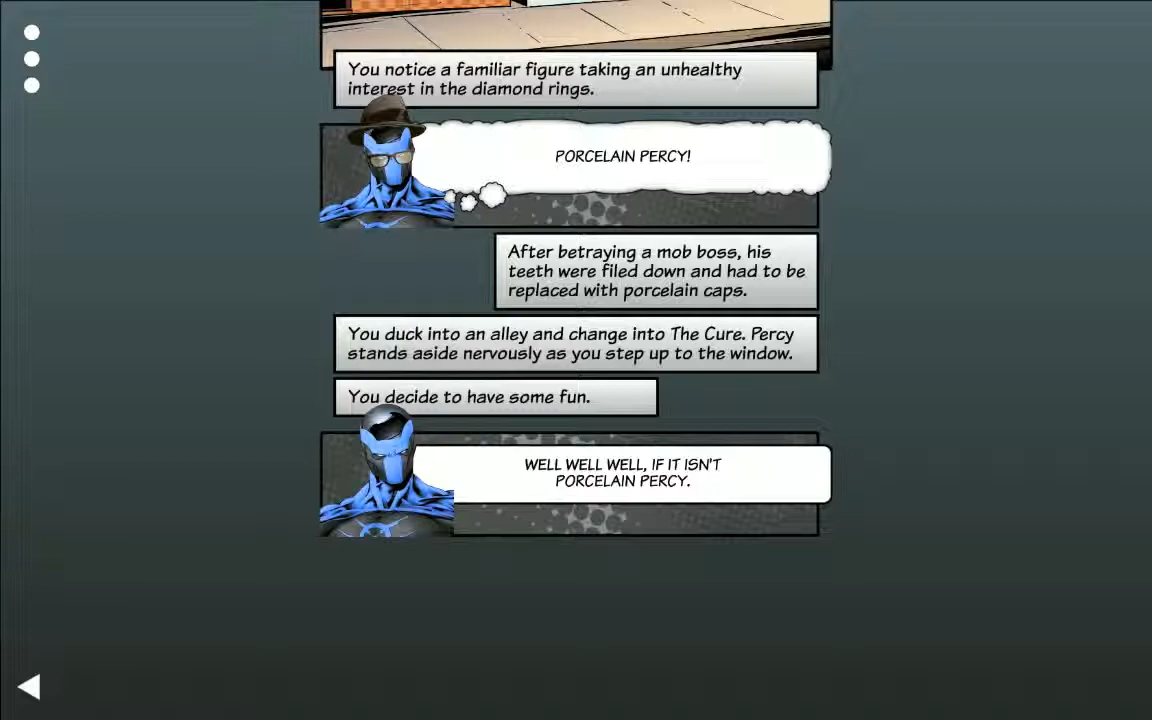 You notice a familiar figure taking an unhealthy
interest in the diamond rings.
PORCELAIN PERCY!
After betraying a mob boss, his
teeth were filed down and had to be
replaced with porcelain caps.
You duck into an alley and change into The Cure. Percy
stands aside nervously as you step up to the window.
You decide to have some fun.
WELL WELL WELL, IF IT ISN'T
PORCELAIN PERCY.